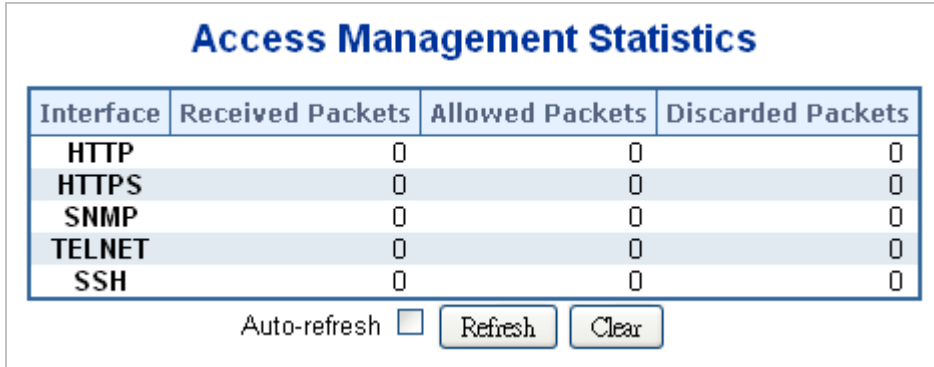 Access Management Statistics
Interface Received Packets Allowed Packets Discarded Packets
HTTP 0 0 0
HTTPS 0 0 0
SNMP 0 0 0
TELNET 0 0 0
SSH 0 0 0
Auto-refresh Refresh Clear